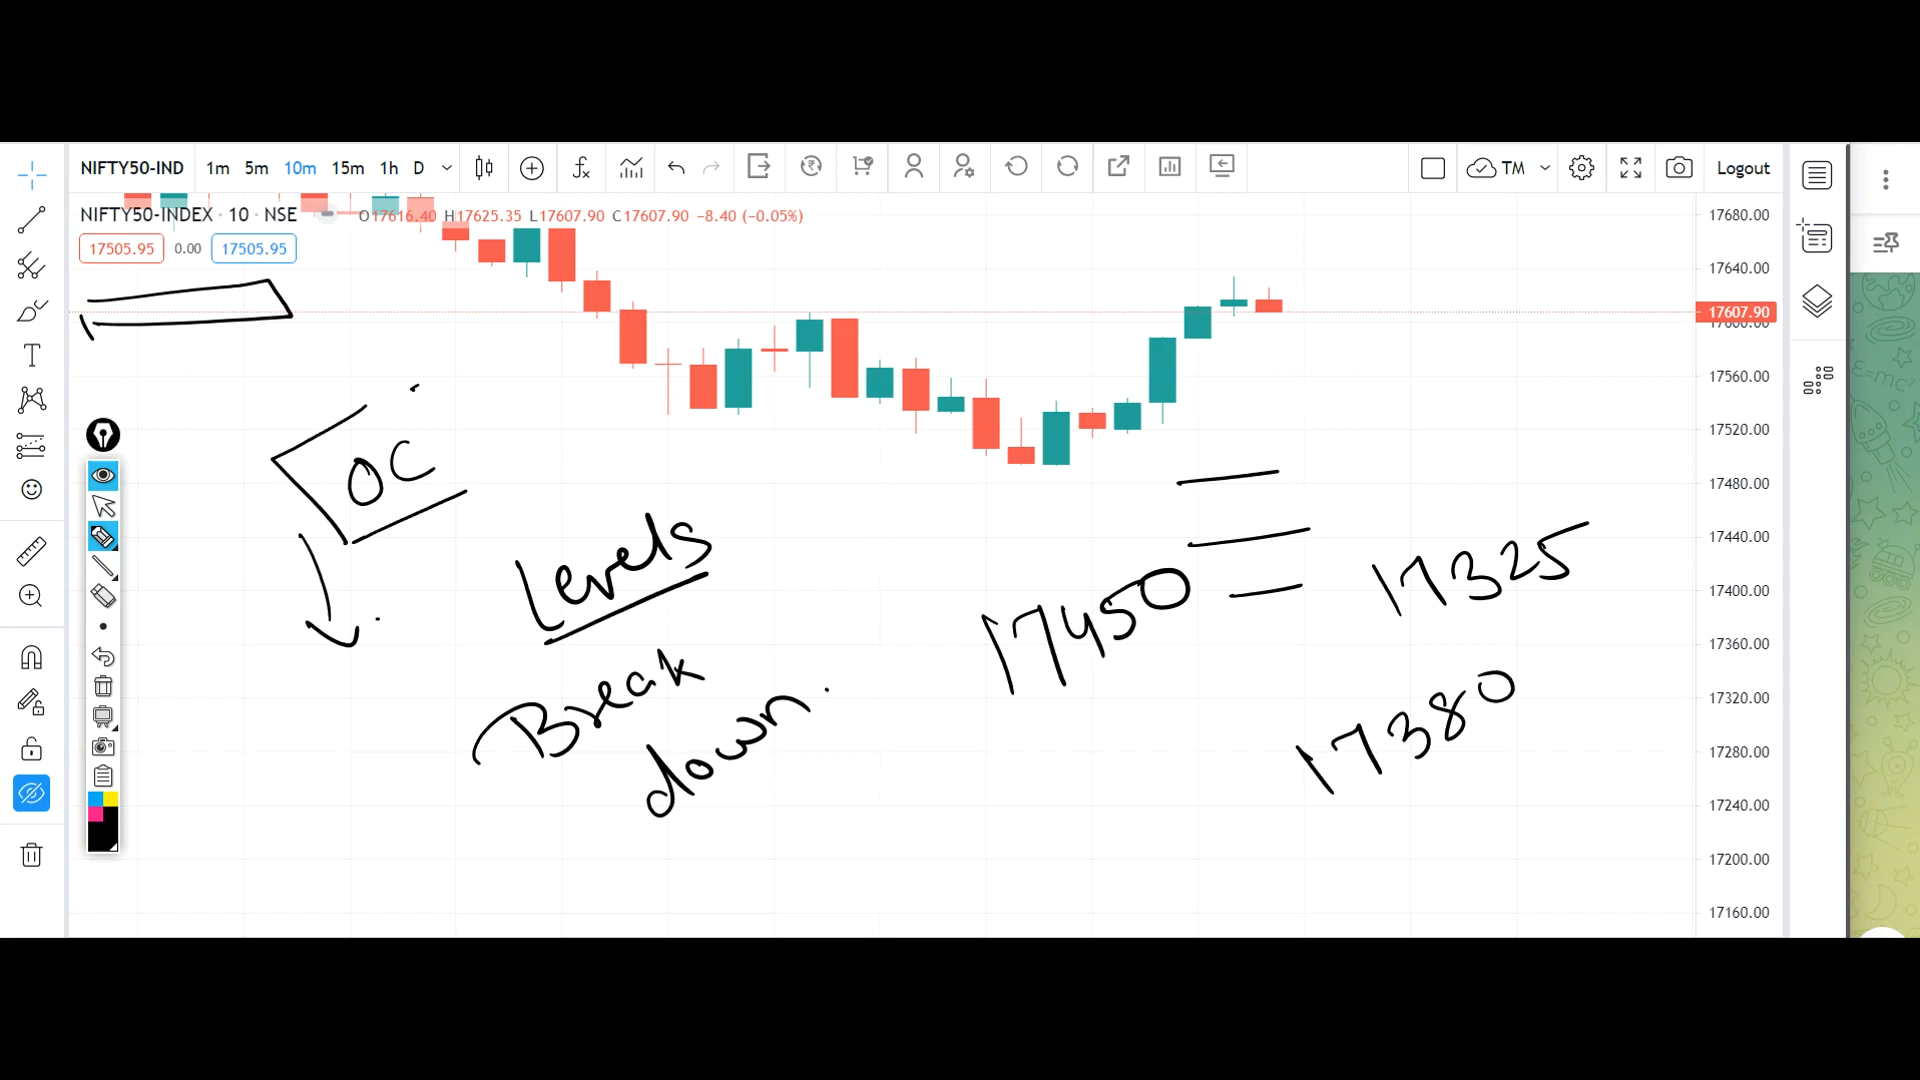 NIFTY50-IND 1m 5m 10m 15m 1h D TM Logout
NIFTY50-INDEX · 10 · NSE O17616.40 H17625.35 L17607.90 C17607.90 −8.40 (−0.05%)
17505.95 0.00 17505.95
17680.00
17640.00
17607.90
17600.00
17560.00
17520.00
17480.00
17440.00
17400.00
17360.00
17320.00
17280.00
17240.00
17200.00
17160.00
OC
Levels
Break
down.
17450
17325
17380